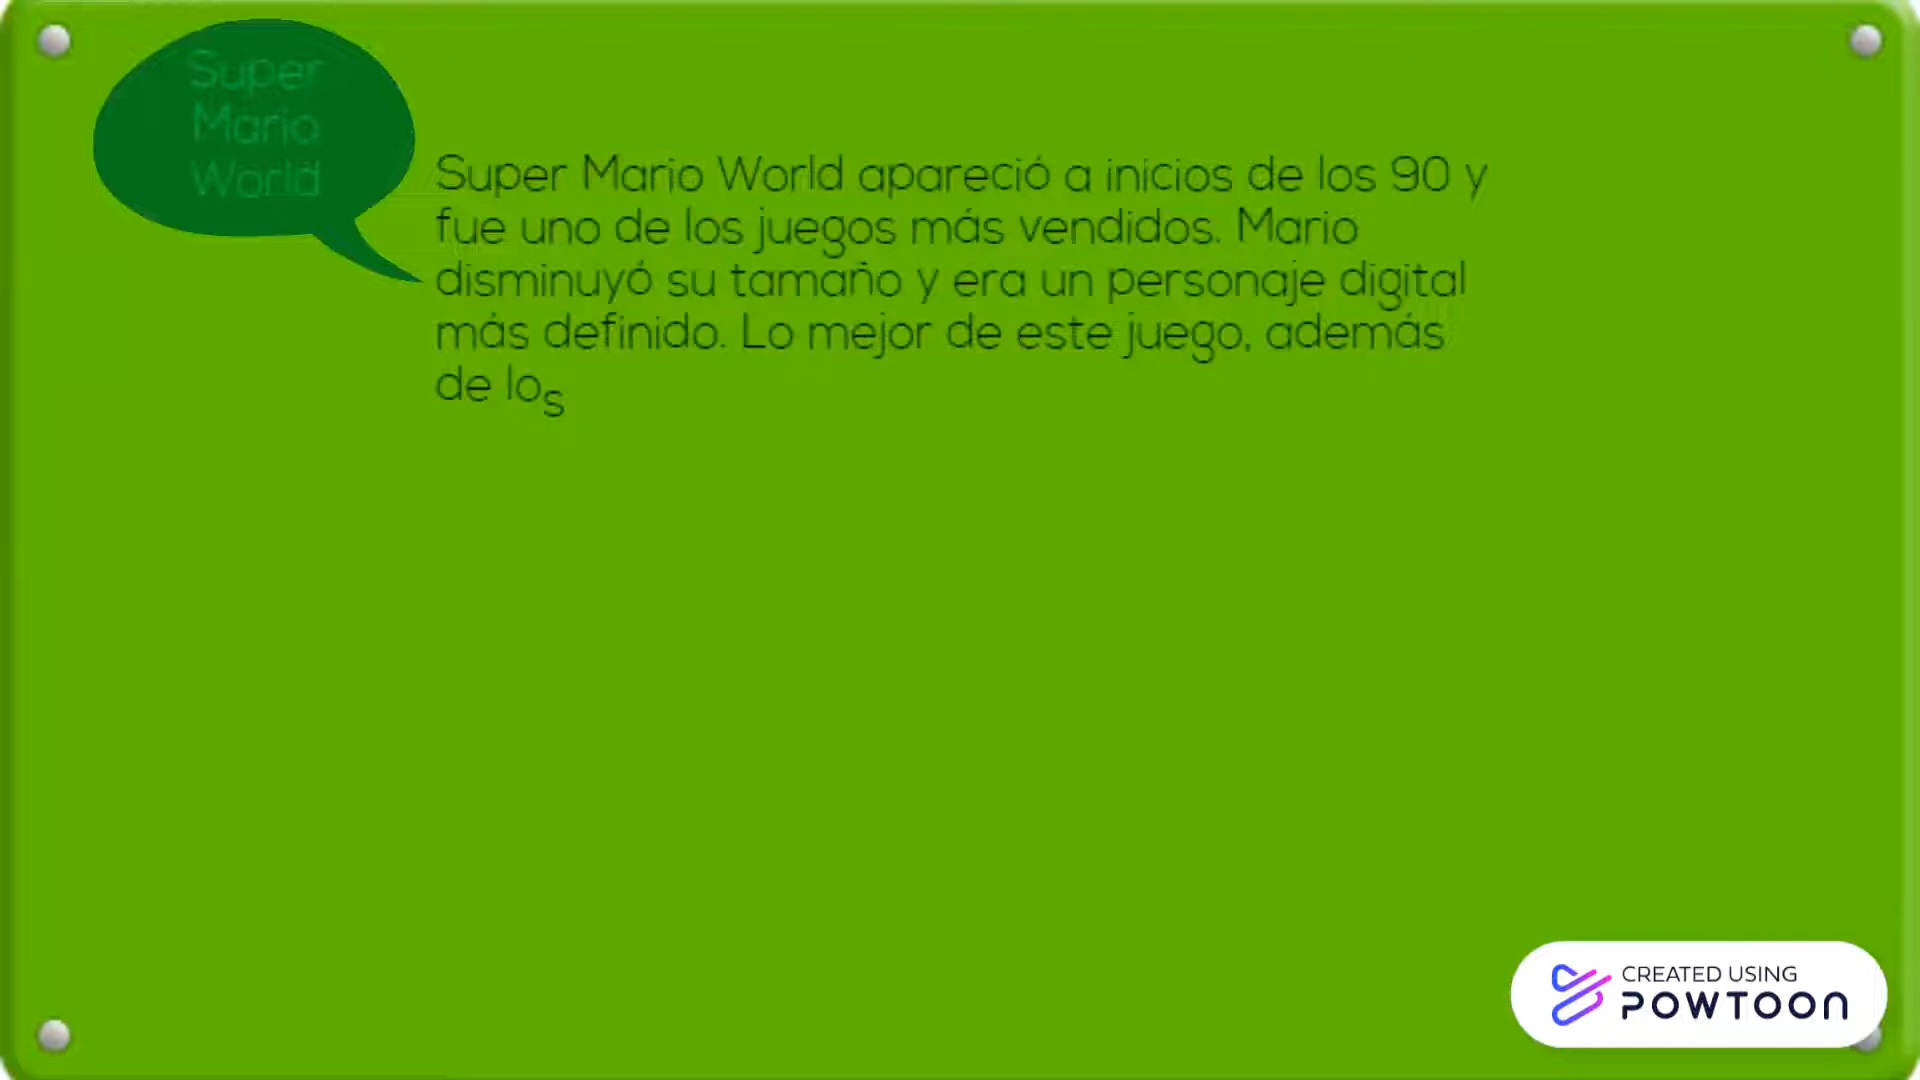 Super
Mario
World
Super Mario World apareció a inicios de los 90 y
fue uno de los juegos más vendidos. Mario
disminuyó su tamaño y era un personaje digital
más definido. Lo mejor de este juego, además
de los
CREATED USING
POWTOON